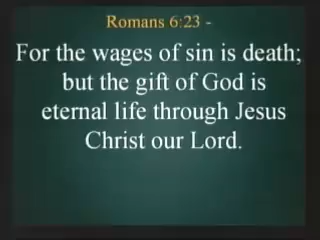 Romans 6:23 -
For the wages of sin is death;
but the gift of God is
eternal life through Jesus
Christ our Lord.